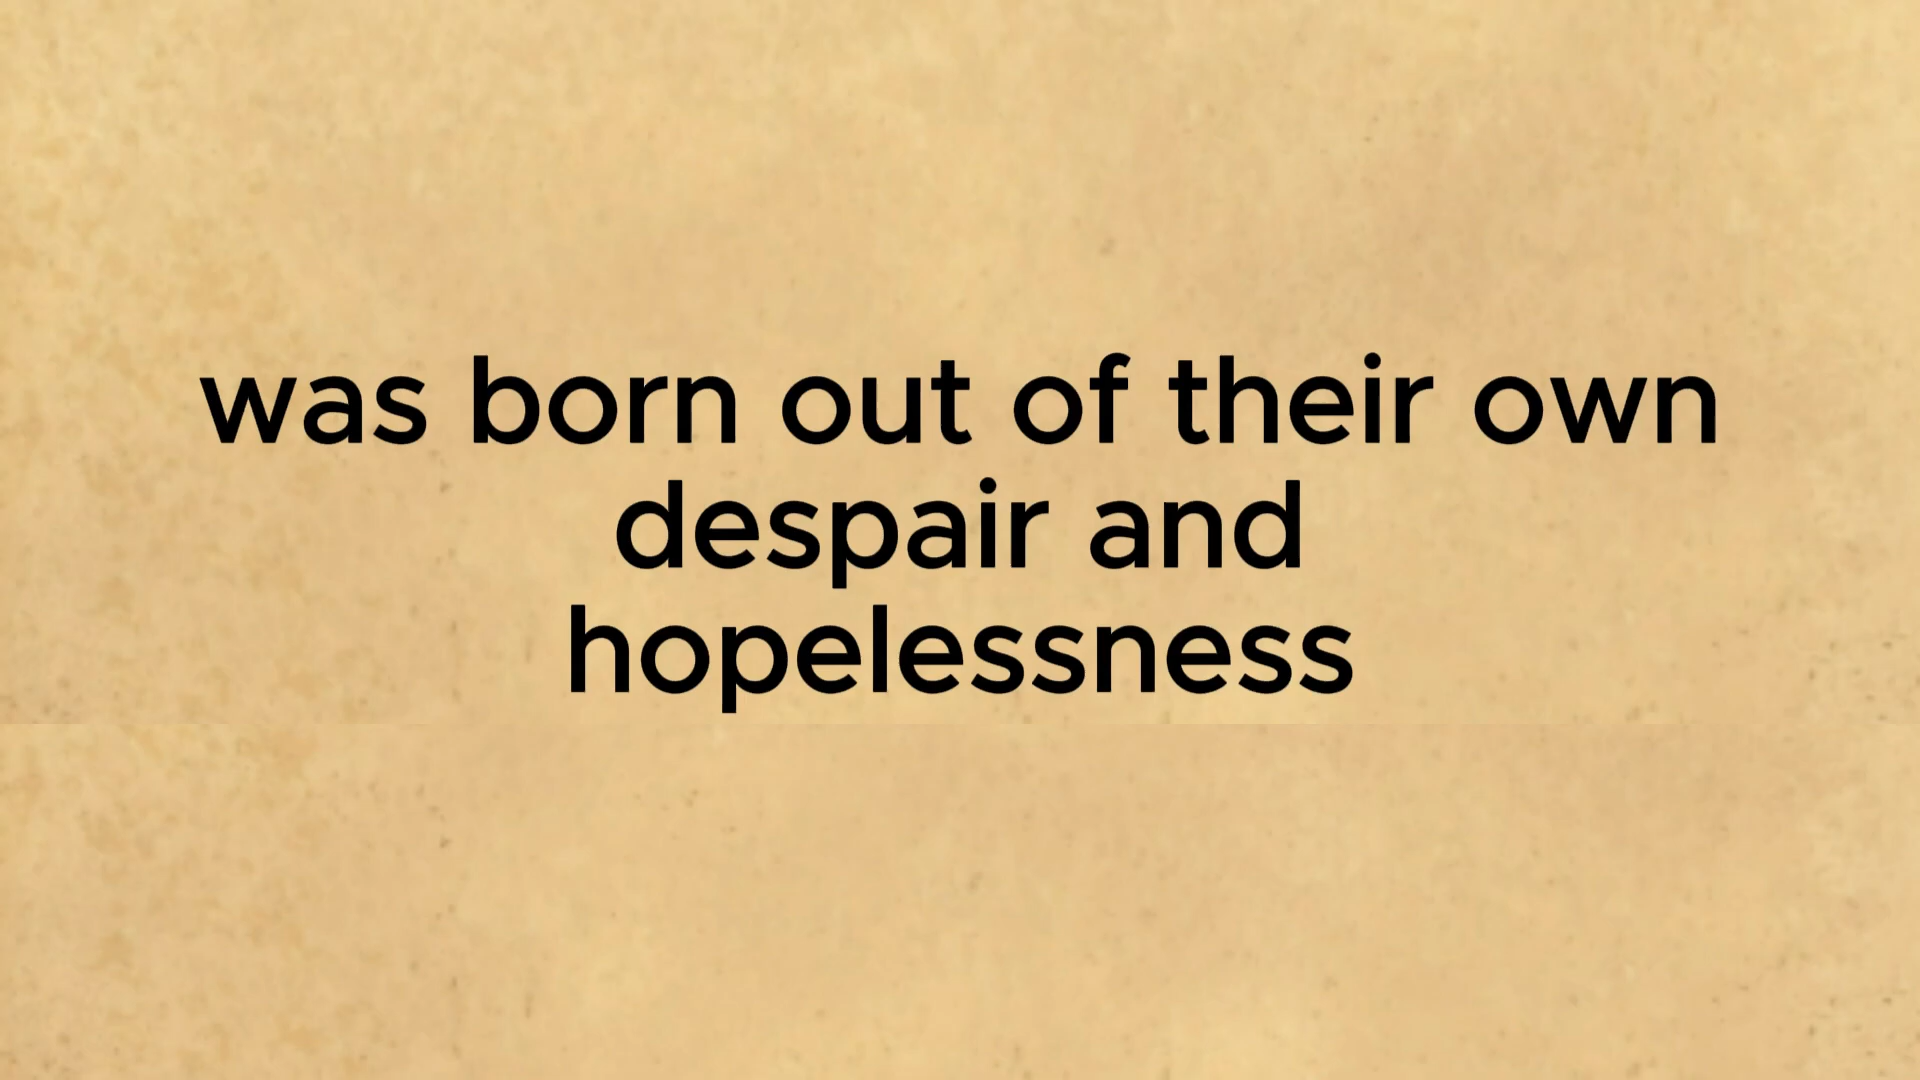 was born out of their own
despair and
hopelessness